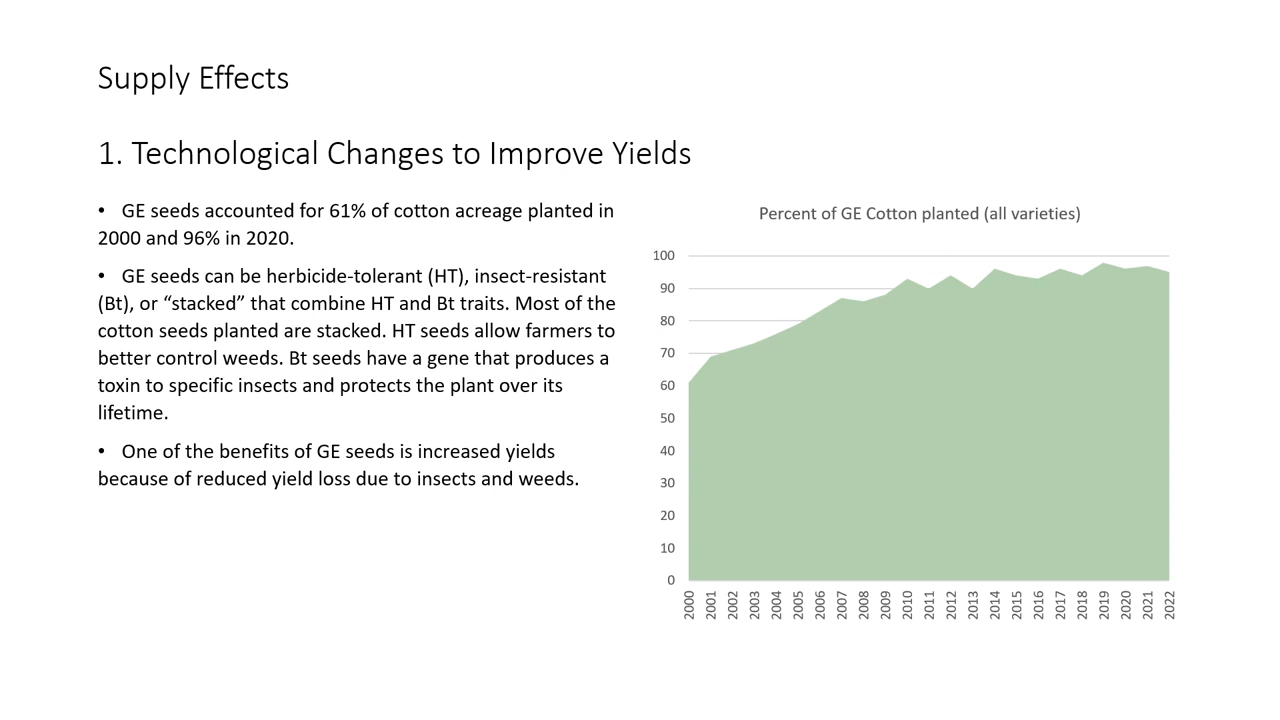 Supply Effects
1. Technological Changes to Improve Yields
• GE seeds accounted for 61% of cotton acreage planted in
2000 and 96% in 2020.
• GE seeds can be herbicide-tolerant (HT), insect-resistant
(Bt), or “stacked” that combine HT and Bt traits. Most of the
cotton seeds planted are stacked. HT seeds allow farmers to
better control weeds. Bt seeds have a gene that produces a
toxin to specific insects and protects the plant over its
lifetime.
• One of the benefits of GE seeds is increased yields
because of reduced yield loss due to insects and weeds.
Percent of GE Cotton planted (all varieties)
100
90
80
70
60
50
40
30
20
10
0
2000
2001
2002
2003
2004
2005
2006
2007
2008
2009
2010
2011
2012
2013
2014
2015
2016
2017
2018
2019
2020
2021
2022